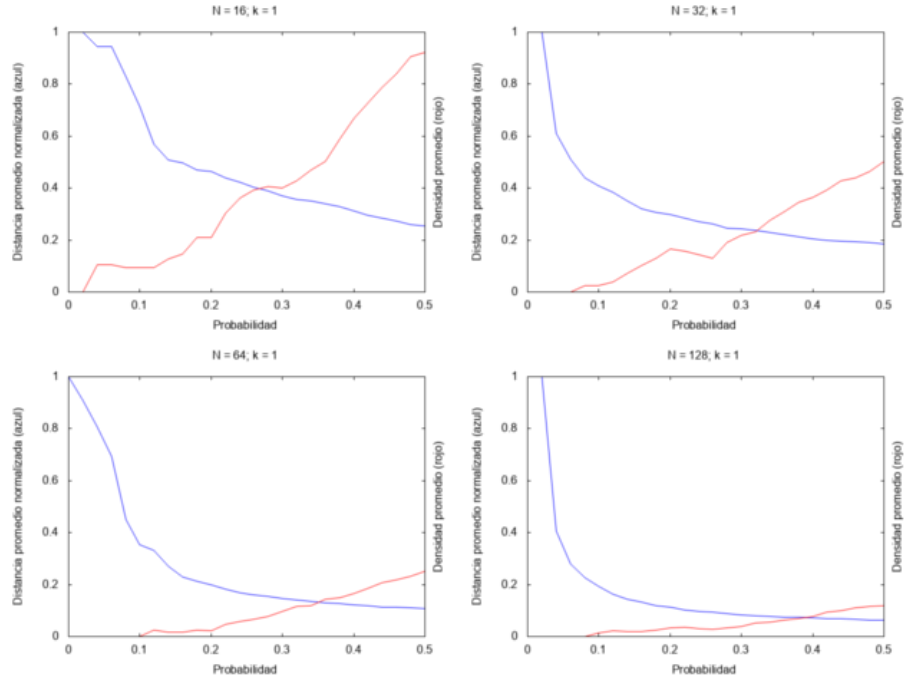 N = 16; k = 1
1
0.8
0.6
0.4
0.2
0
0 0.1 0.2 0.3 0.4 0.5
Distancia promedio normalizada (azul)
Densidad promedio (rojo)
Probabilidad
N = 32; k = 1
1
0.8
0.6
0.4
0.2
0
0 0.1 0.2 0.3 0.4 0.5
Distancia promedio normalizada (azul)
Densidad promedio (rojo)
Probabilidad
N = 64; k = 1
1
0.8
0.6
0.4
0.2
0
0 0.1 0.2 0.3 0.4 0.5
Distancia promedio normalizada (azul)
Densidad promedio (rojo)
Probabilidad
N = 128; k = 1
1
0.8
0.6
0.4
0.2
0
0 0.1 0.2 0.3 0.4 0.5
Distancia promedio normalizada (azul)
Densidad promedio (rojo)
Probabilidad